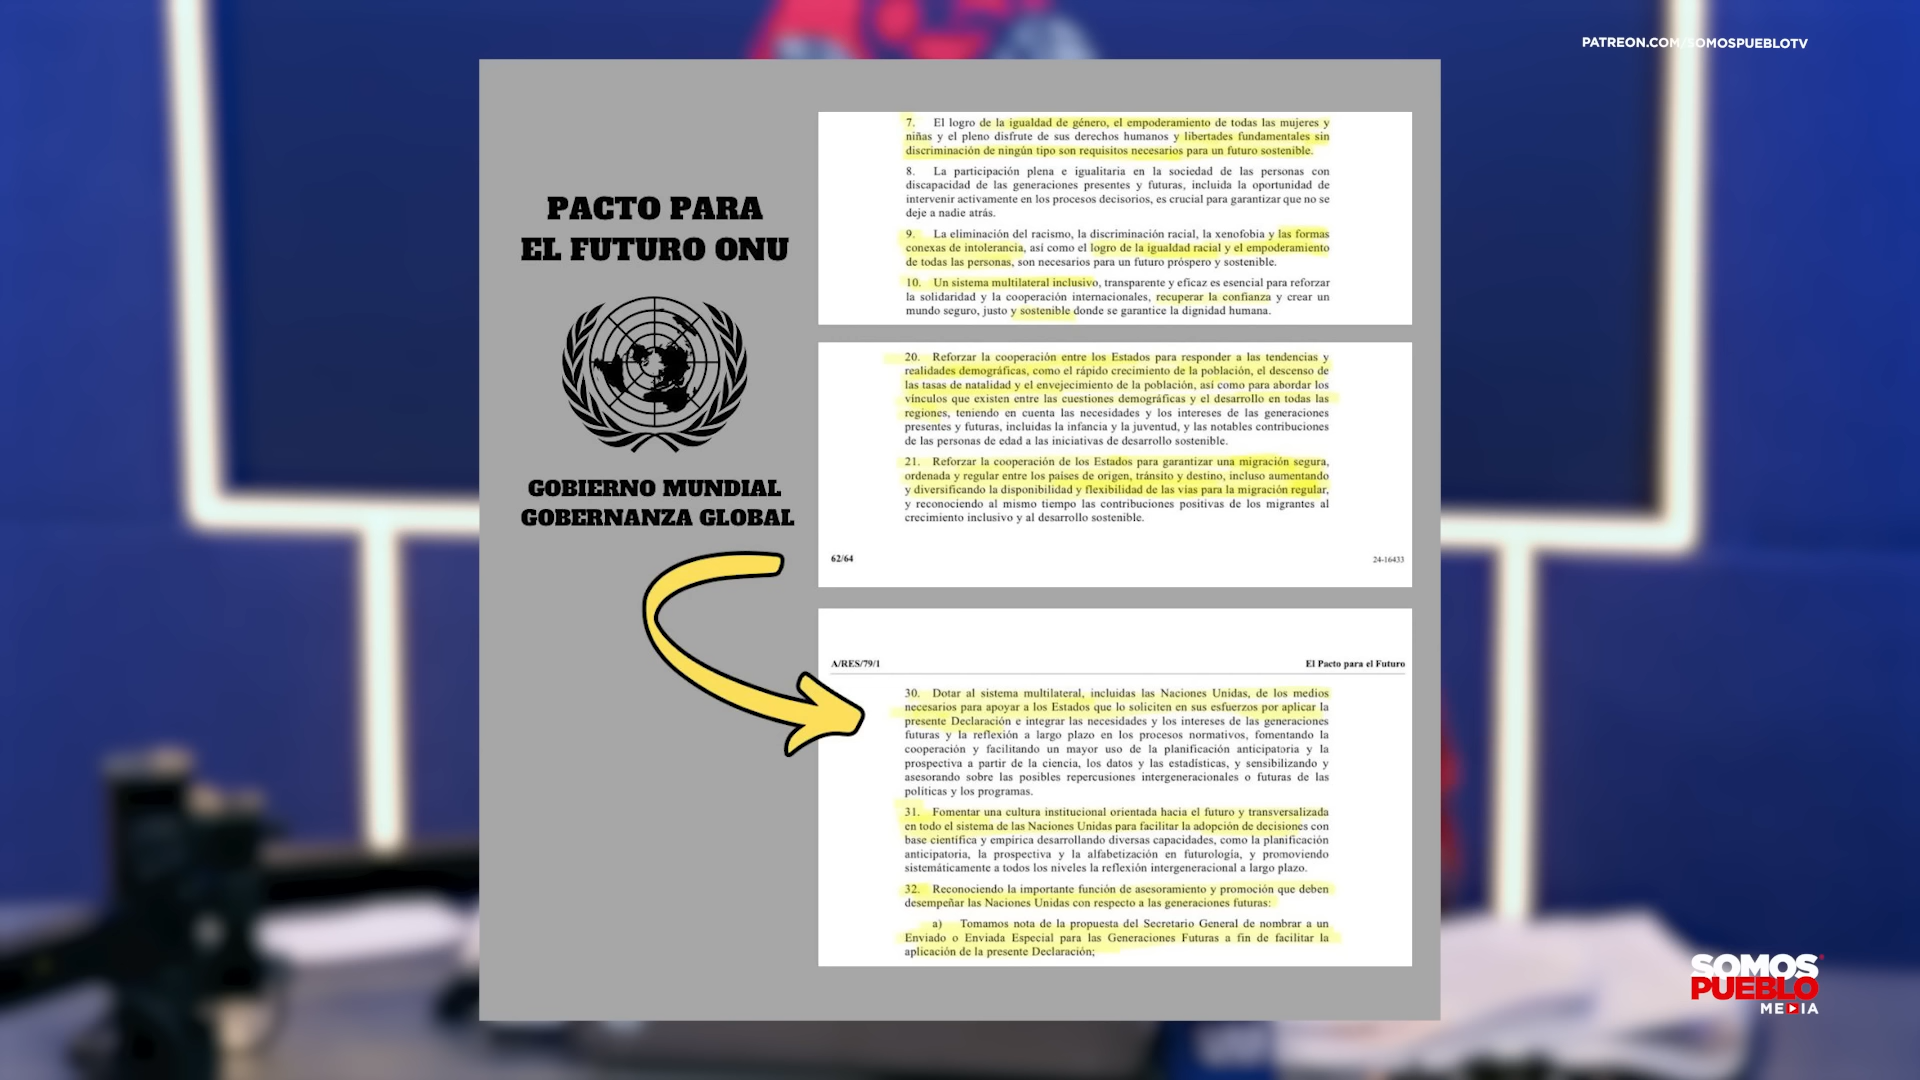 PATREON.COM/SOMOSPUEBLOTV
PACTO PARA
EL FUTURO ONU
GOBIERNO MUNDIAL
GOBERNANZA GLOBAL
7. El logro de la igualdad de género, el empoderamiento de todas las mujeres y
niñas y el pleno disfrute de sus derechos humanos y libertades fundamentales sin
discriminación de ningún tipo son requisitos necesarios para un futuro sostenible.
8. La participación plena e igualitaria en la sociedad de las personas con
discapacidad de las generaciones presentes y futuras, incluida la oportunidad de
intervenir activamente en los procesos decisorios, es crucial para garantizar que no se
deje a nadie atrás.
9. La eliminación del racismo, la discriminación racial, la xenofobia y las formas
conexas de intolerancia, así como el logro de la igualdad racial y el empoderamiento
de todas las personas, son necesarios para un futuro próspero y sostenible.
10. Un sistema multilateral inclusivo, transparente y eficaz es esencial para reforzar
la solidaridad y la cooperación internacionales, recuperar la confianza y crear un
mundo seguro, justo y sostenible donde se garantice la dignidad humana.
20. Reforzar la cooperación entre los Estados para responder a las tendencias y
realidades demográficas, como el rápido crecimiento de la población, el descenso de
las tasas de natalidad y el envejecimiento de la población, así como para abordar los
vínculos que existen entre las cuestiones demográficas y el desarrollo en todas las
regiones, teniendo en cuenta las necesidades y los intereses de las generaciones
presentes y futuras, incluidas la infancia y la juventud, y las notables contribuciones
de las personas de edad a las iniciativas de desarrollo sostenible.
21. Reforzar la cooperación de los Estados para garantizar una migración segura,
ordenada y regular entre los países de origen, tránsito y destino, incluso aumentando
y diversificando la disponibilidad y flexibilidad de las vías para la migración regular,
y reconociendo al mismo tiempo las contribuciones positivas de los migrantes al
crecimiento inclusivo y al desarrollo sostenible.
62/64 24-16433
A/RES/79/1 El Pacto para el Futuro
30. Dotar al sistema multilateral, incluidas las Naciones Unidas, de los medios
necesarios para apoyar a los Estados que lo soliciten en sus esfuerzos por aplicar la
presente Declaración e integrar las necesidades y los intereses de las generaciones
futuras y la reflexión a largo plazo en los procesos normativos, fomentando la
cooperación y facilitando un mayor uso de la planificación anticipatoria y la
prospectiva a partir de la ciencia, los datos y las estadísticas, y sensibilizando y
asesorando sobre las posibles repercusiones intergeneracionales o futuras de las
políticas y los programas.
31. Fomentar una cultura institucional orientada hacia el futuro y transversalizada
en todo el sistema de las Naciones Unidas para facilitar la adopción de decisiones con
base científica y empírica desarrollando diversas capacidades, como la planificación
anticipatoria, la prospectiva y la alfabetización en futurología, y promoviendo
sistemáticamente a todos los niveles la reflexión intergeneracional a largo plazo.
32. Reconociendo la importante función de asesoramiento y promoción que deben
desempeñar las Naciones Unidas con respecto a las generaciones futuras:
a) Tomamos nota de la propuesta del Secretario General de nombrar a un
Enviado o Enviada Especial para las Generaciones Futuras a fin de facilitar la
aplicación de la presente Declaración;
SOMOS
PUEBLO
MEDIA